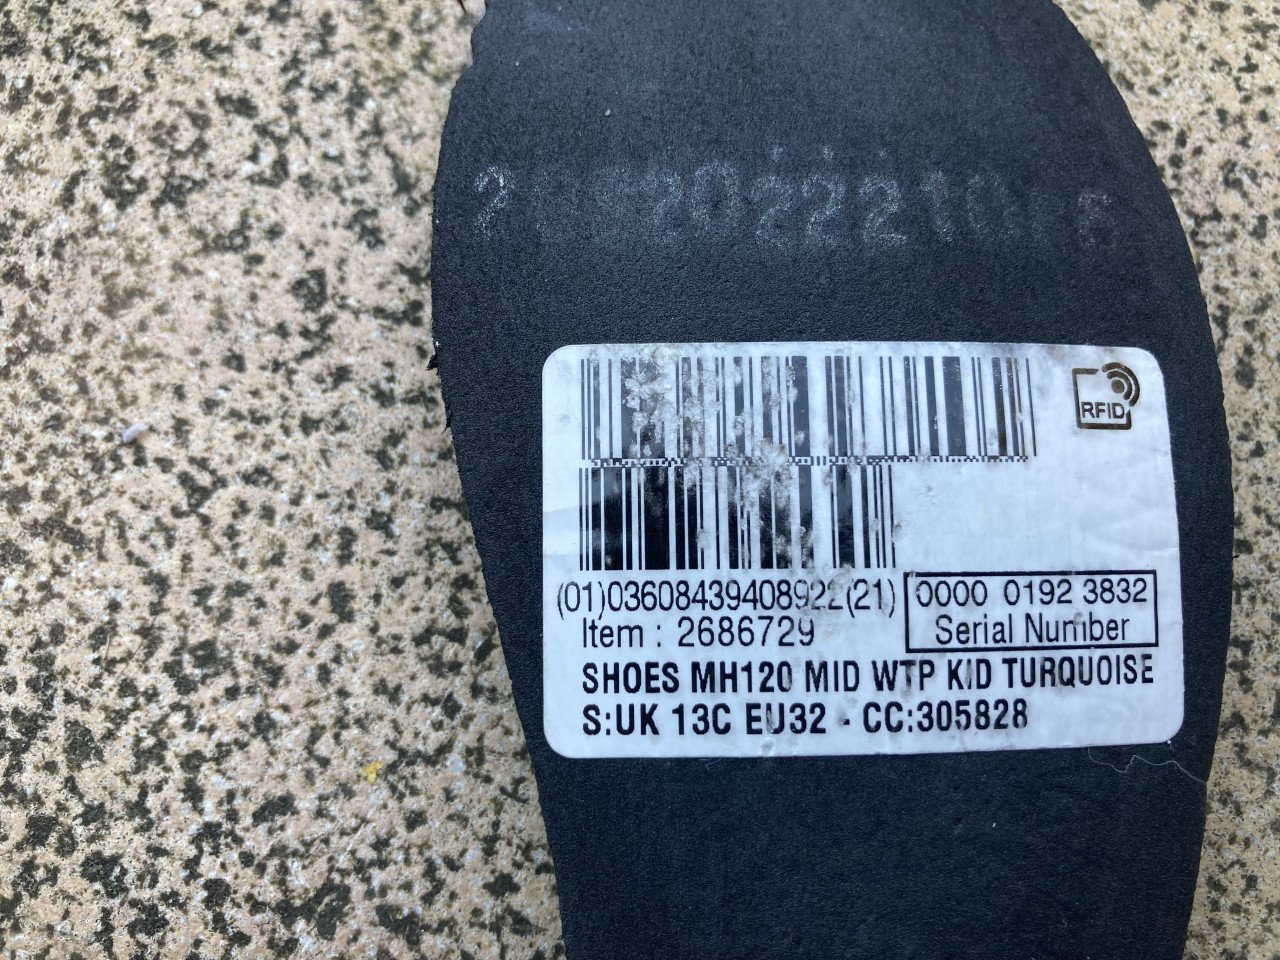 RFID
(01)03608439408922(21)
0000 0192 3832
Item : 2686729
Serial Number
SHOES MH120 MID WTP KID TURQUOISE
S:UK 13C EU32 - CC:305828